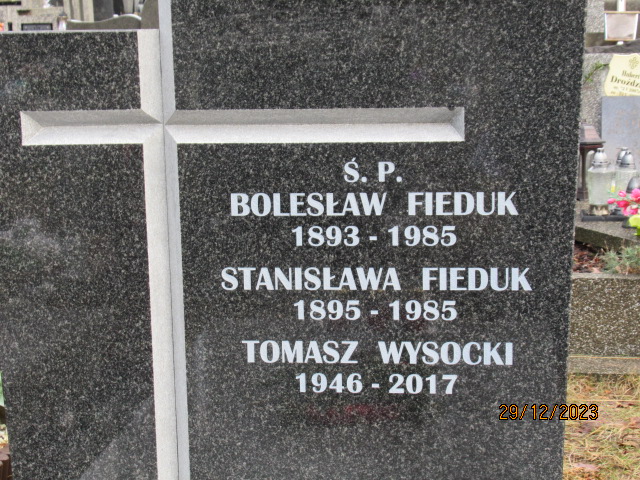 Ś. P.
BOLESŁAW FIEDUK
1893 - 1985
STANISŁAWA FIEDUK
1895 - 1985
TOMASZ WYSOCKI
1946 - 2017
29/12/2023